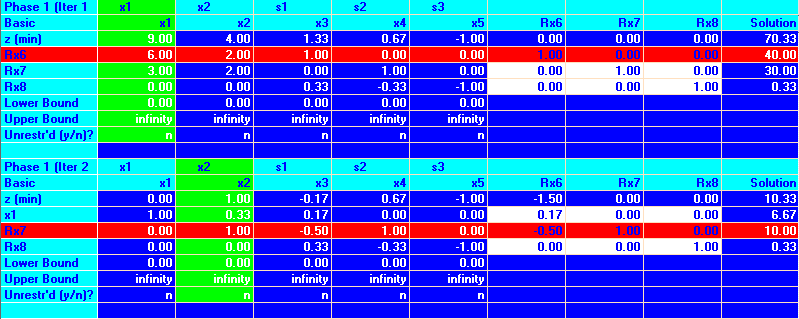 Phase 1 (Iter 1 x1 x2 s1 s2 s3
Basic x1 x2 x3 x4 x5 Rx6 Rx7 Rx8 Solution
z (min) 9.00 4.00 1.33 0.67 -1.00 0.00 0.00 0.00 70.33
Rx6 6.00 2.00 1.00 0.00 0.00 1.00 0.00 0.00 40.00
Rx7 3.00 2.00 0.00 1.00 0.00 0.00 1.00 0.00 30.00
Rx8 0.00 0.00 0.33 -0.33 -1.00 0.00 0.00 1.00 0.33
Lower Bound 0.00 0.00 0.00 0.00 0.00
Upper Bound infinity infinity infinity infinity infinity
Unrestr'd (y/n)? n n n n n
Phase 1 (Iter 2 x1 x2 s1 s2 s3
Basic x1 x2 x3 x4 x5 Rx6 Rx7 Rx8 Solution
z (min) 0.00 1.00 -0.17 0.67 -1.00 -1.50 0.00 0.00 10.33
x1 1.00 0.33 0.17 0.00 0.00 0.17 0.00 0.00 6.67
Rx7 0.00 1.00 -0.50 1.00 0.00 -0.50 1.00 0.00 10.00
Rx8 0.00 0.00 0.33 -0.33 -1.00 0.00 0.00 1.00 0.33
Lower Bound 0.00 0.00 0.00 0.00 0.00
Upper Bound infinity infinity infinity infinity infinity
Unrestr'd (y/n)? n n n n n